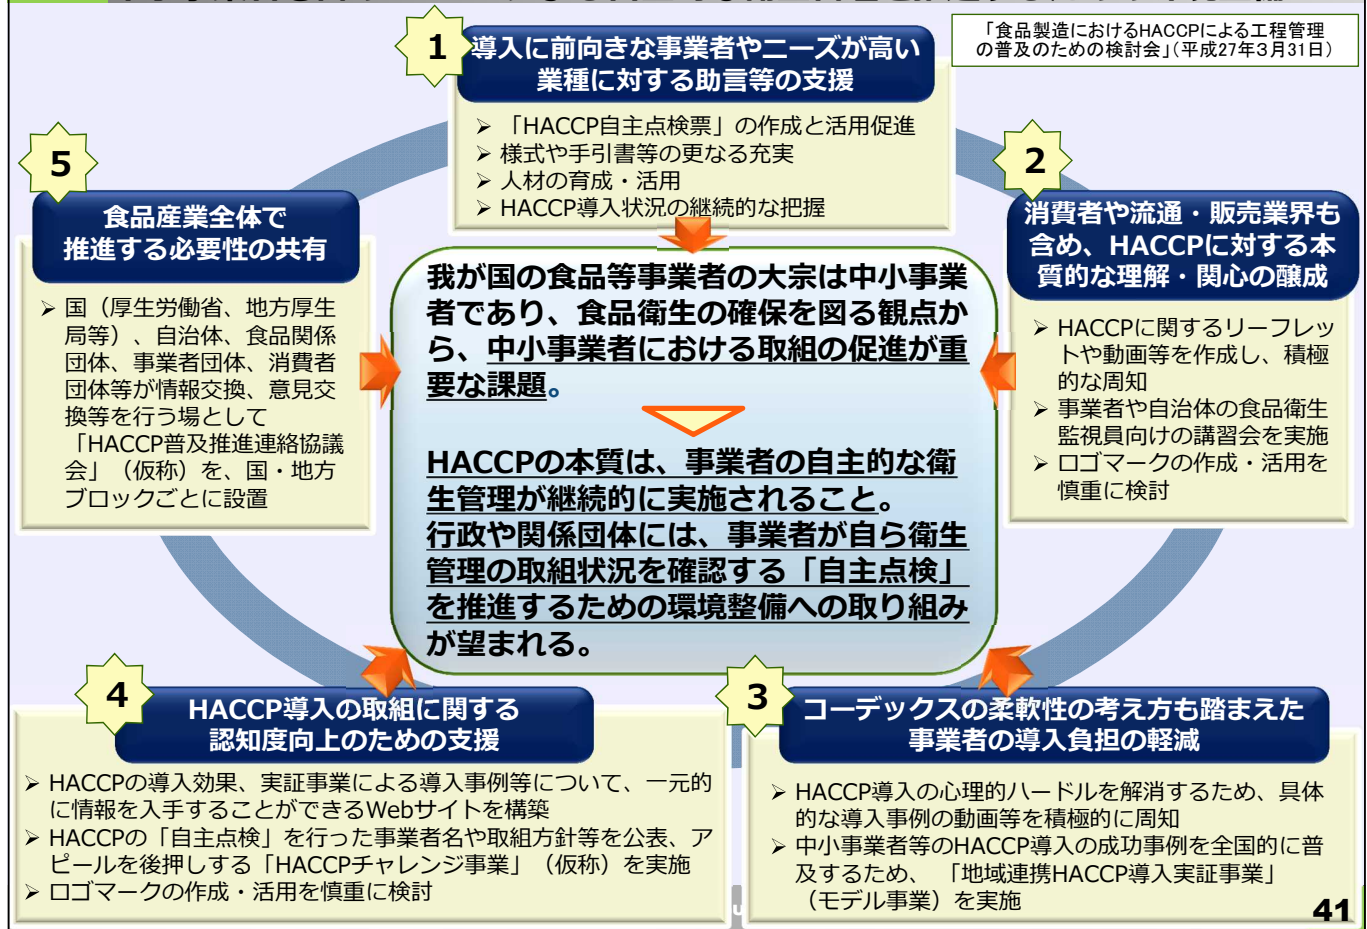 「食品製造におけるHACCPによる工程管理
の普及のための検討会」（平成27年3月31日）
1
導入に前向きな事業者やニーズが高い
業種に対する助言等の支援
➢ 「HACCP自主点検票」の作成と活用促進
➢ 様式や手引書等の更なる充実
➢ 人材の育成・活用
➢ HACCP導入状況の継続的な把握
2
消費者や流通・販売業界も
含め、HACCPに対する本
質的な理解・関心の醸成
➢ HACCPに関するリーフレッ
トや動画等を作成し、積極
的な周知
➢ 事業者や自治体の食品衛生
監視員向けの講習会を実施
➢ ロゴマークの作成・活用を
慎重に検討
5
食品産業全体で
推進する必要性の共有
➢ 国（厚生労働省、地方厚生
局等）、自治体、食品関係
団体、事業者団体、消費者
団体等が情報交換、意見交
換等を行う場として
「HACCP普及推進連絡協議
会」（仮称）を、国・地方
ブロックごとに設置
我が国の食品等事業者の大宗は中小事業
者であり、食品衛生の確保を図る観点か
ら、中小事業者における取組の促進が重
要な課題。
HACCPの本質は、事業者の自主的な衛
生管理が継続的に実施されること。
行政や関係団体には、事業者が自ら衛生
管理の取組状況を確認する「自主点検」
を推進するための環境整備への取り組み
が望まれる。
4
HACCP導入の取組に関する
認知度向上のための支援
➢ HACCPの導入効果、実証事業による導入事例等について、一元的
に情報を入手することができるWebサイトを構築
➢ HACCPの「自主点検」を行った事業者名や取組方針等を公表、ア
ピールを後押しする「HACCPチャレンジ事業」（仮称）を実施
➢ ロゴマークの作成・活用を慎重に検討
3
コーデックスの柔軟性の考え方も踏まえた
事業者の導入負担の軽減
➢ HACCP導入の心理的ハードルを解消するため、具体
的な導入事例の動画等を積極的に周知
➢ 中小事業者等のHACCP導入の成功事例を全国的に普
及するため、 「地域連携HACCP導入実証事業」
（モデル事業）を実施
41